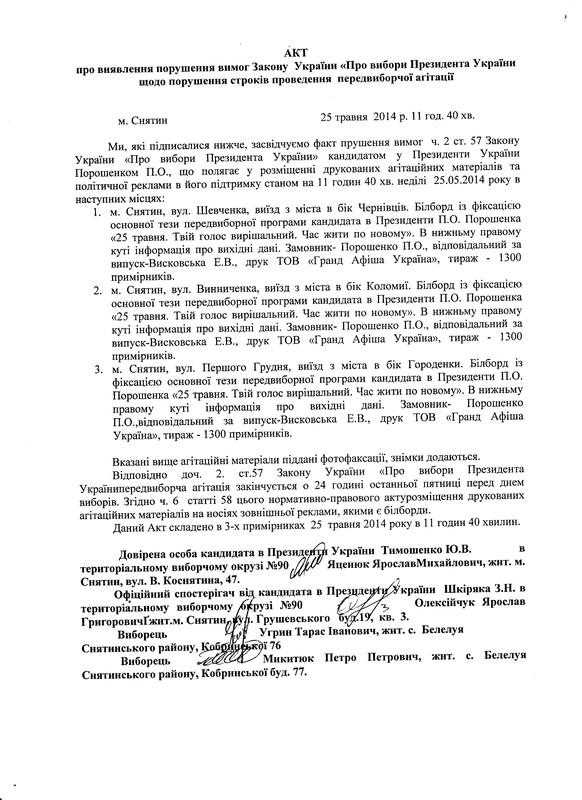 АКТ
про виявлення порушення вимог Закону України «Про вибори Президента України
щодо порушення строків проведення передвиборчої агітації
м. Снятин 25 травня 2014 р. 11 год. 40 хв.
Ми, які підписалися нижче, засвідчуємо факт прушення вимог ч. 2 ст. 57 Закону
України «Про вибори Президента України» кандидатом у Президенти України
Порошенком П.О., що полягає у розміщенні друкованих агітаційних матеріалів та
політичної реклами в його підтримку станом на 11 годин 40 хв. неділі 25.05.2014 року в
наступних місцях:
1. м. Снятин, вул. Шевченка, виїзд з міста в бік Чернівців. Білборд із фіксацією
основної тези передвиборної програми кандидата в Президенти П.О. Порошенка
«25 травня. Твій голос вирішальний. Час жити по новому». В нижньму правому
куті інформація про вихідні дані. Замовник- Порошенко П.О., відповідальний за
випуск-Висковська Е.В., друк ТОВ «Гранд Афіша Україна», тираж - 1300
примірників.
2. м. Снятин, вул. Винниченка, виїзд з міста в бік Коломиї. Білборд із фіксацією
основної тези передвиборної програми кандидата в Президенти П.О. Порошенка
«25 травня. Твій голос вирішальний. Час жити по новому». В нижньму правому
куті інформація про вихідні дані. Замовник- Порошенко П.О., відповідальний за
випуск-Висковська Е.В., друк ТОВ «Гранд Афіша Україна», тираж - 1300
примірників.
3. м. Снятин, вул. Першого Грудня, виїзд з міста в бік Городенки. Білборд із
фіксацією основної тези передвиборної програми кандидата в Президенти П.О.
Порошенка «25 травня. Твій голос вирішальний. Час жити по новому». В нижньму
правому куті інформація про вихідні дані. Замовник- Порошенко
П.О.,відповідальний за випуск-Висковська Е.В., друк ТОВ «Гранд Афіша
Україна», тираж - 1300 примірників.
Вказані вище агітаційні матеріали піддані фотофаксації, знімки додаються.
Відповідно доч. 2. ст.57 Закону України «Про вибори Президента
Українипередвиборча агітація закінчується о 24 годині останньої пятниці перед днем
виборів. Згідно ч. 6 статті 58 цього нормативно-правового актурозміщення друкованих
агітаційних матеріалів на носіях зовнішньої реклами, якими є білборди.
Даний Акт складено в 3-х примірниках 25 травня 2014 року в 11 годин 40 хвилин.
Довірена особа кандидата в Президенти України Тимошенко Ю.В. в
територіальному виборчому окрузі №90 Яценюк ЯрославМихайлович, жит. м.
Снятин, вул. В. Коснятина, 47.
Офіційний спостерігач від кандидата в Президенти України Шкіряка З.Н. в
територіальному виборчому окрузі №90 Олексійчук Ярослав
ГригоровичҐжит.м. Снятин, вул. Грушевського буд.19, кв. 3.
Виборець Угрин Тарас Іванович, жит. с. Белелуя
Снятинського району, Кобринської 76
Виборець Микитюк Петро Петрович, жит. с. Белелуя
Снятинського району, Кобринської буд. 77.